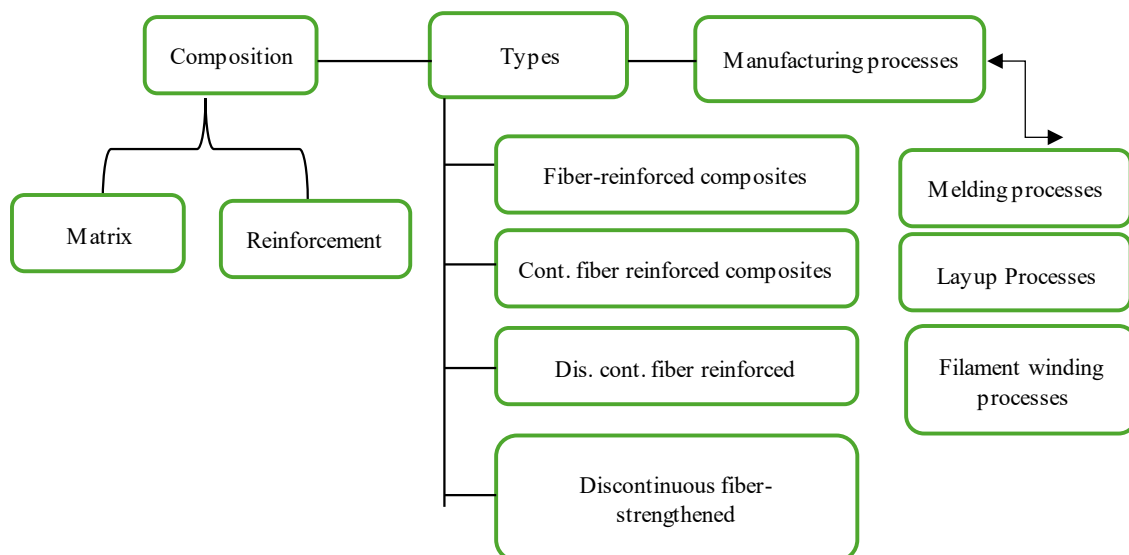 Composition
Types
Manufacturing processes
Matrix
Reinforcement
Fiber-reinforced composites
Cont. fiber reinforced composites
Dis. cont. fiber reinforced
Discontinuous fiber-
strengthened
Melding processes
Layup Processes
Filament winding
processes